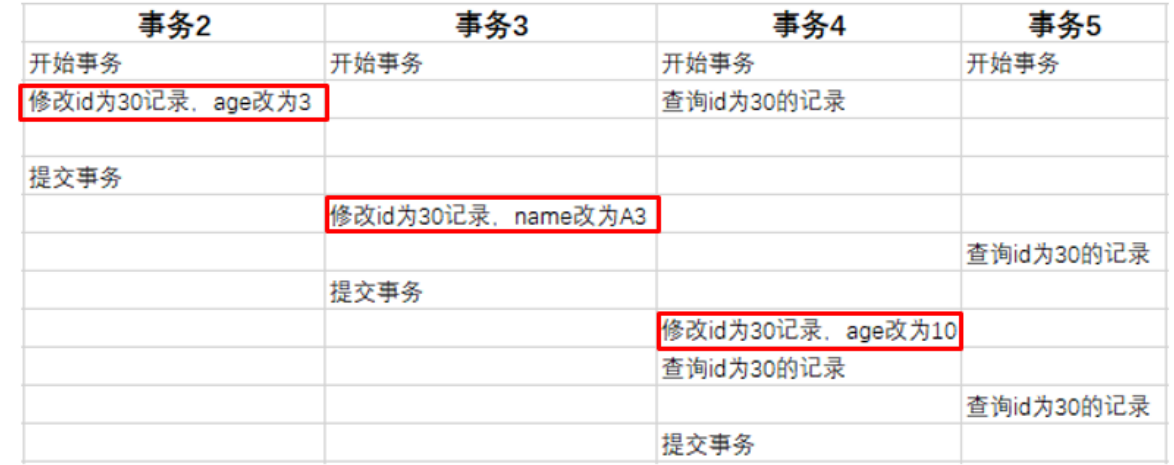 事务2 事务3 事务4 事务5
开始事务 开始事务 开始事务 开始事务
修改id为30记录，age改为3 查询id为30的记录
提交事务
修改id为30记录，name改为A3
查询id为30的记录
提交事务
修改id为30记录，age改为10
查询id为30的记录
查询id为30的记录
提交事务